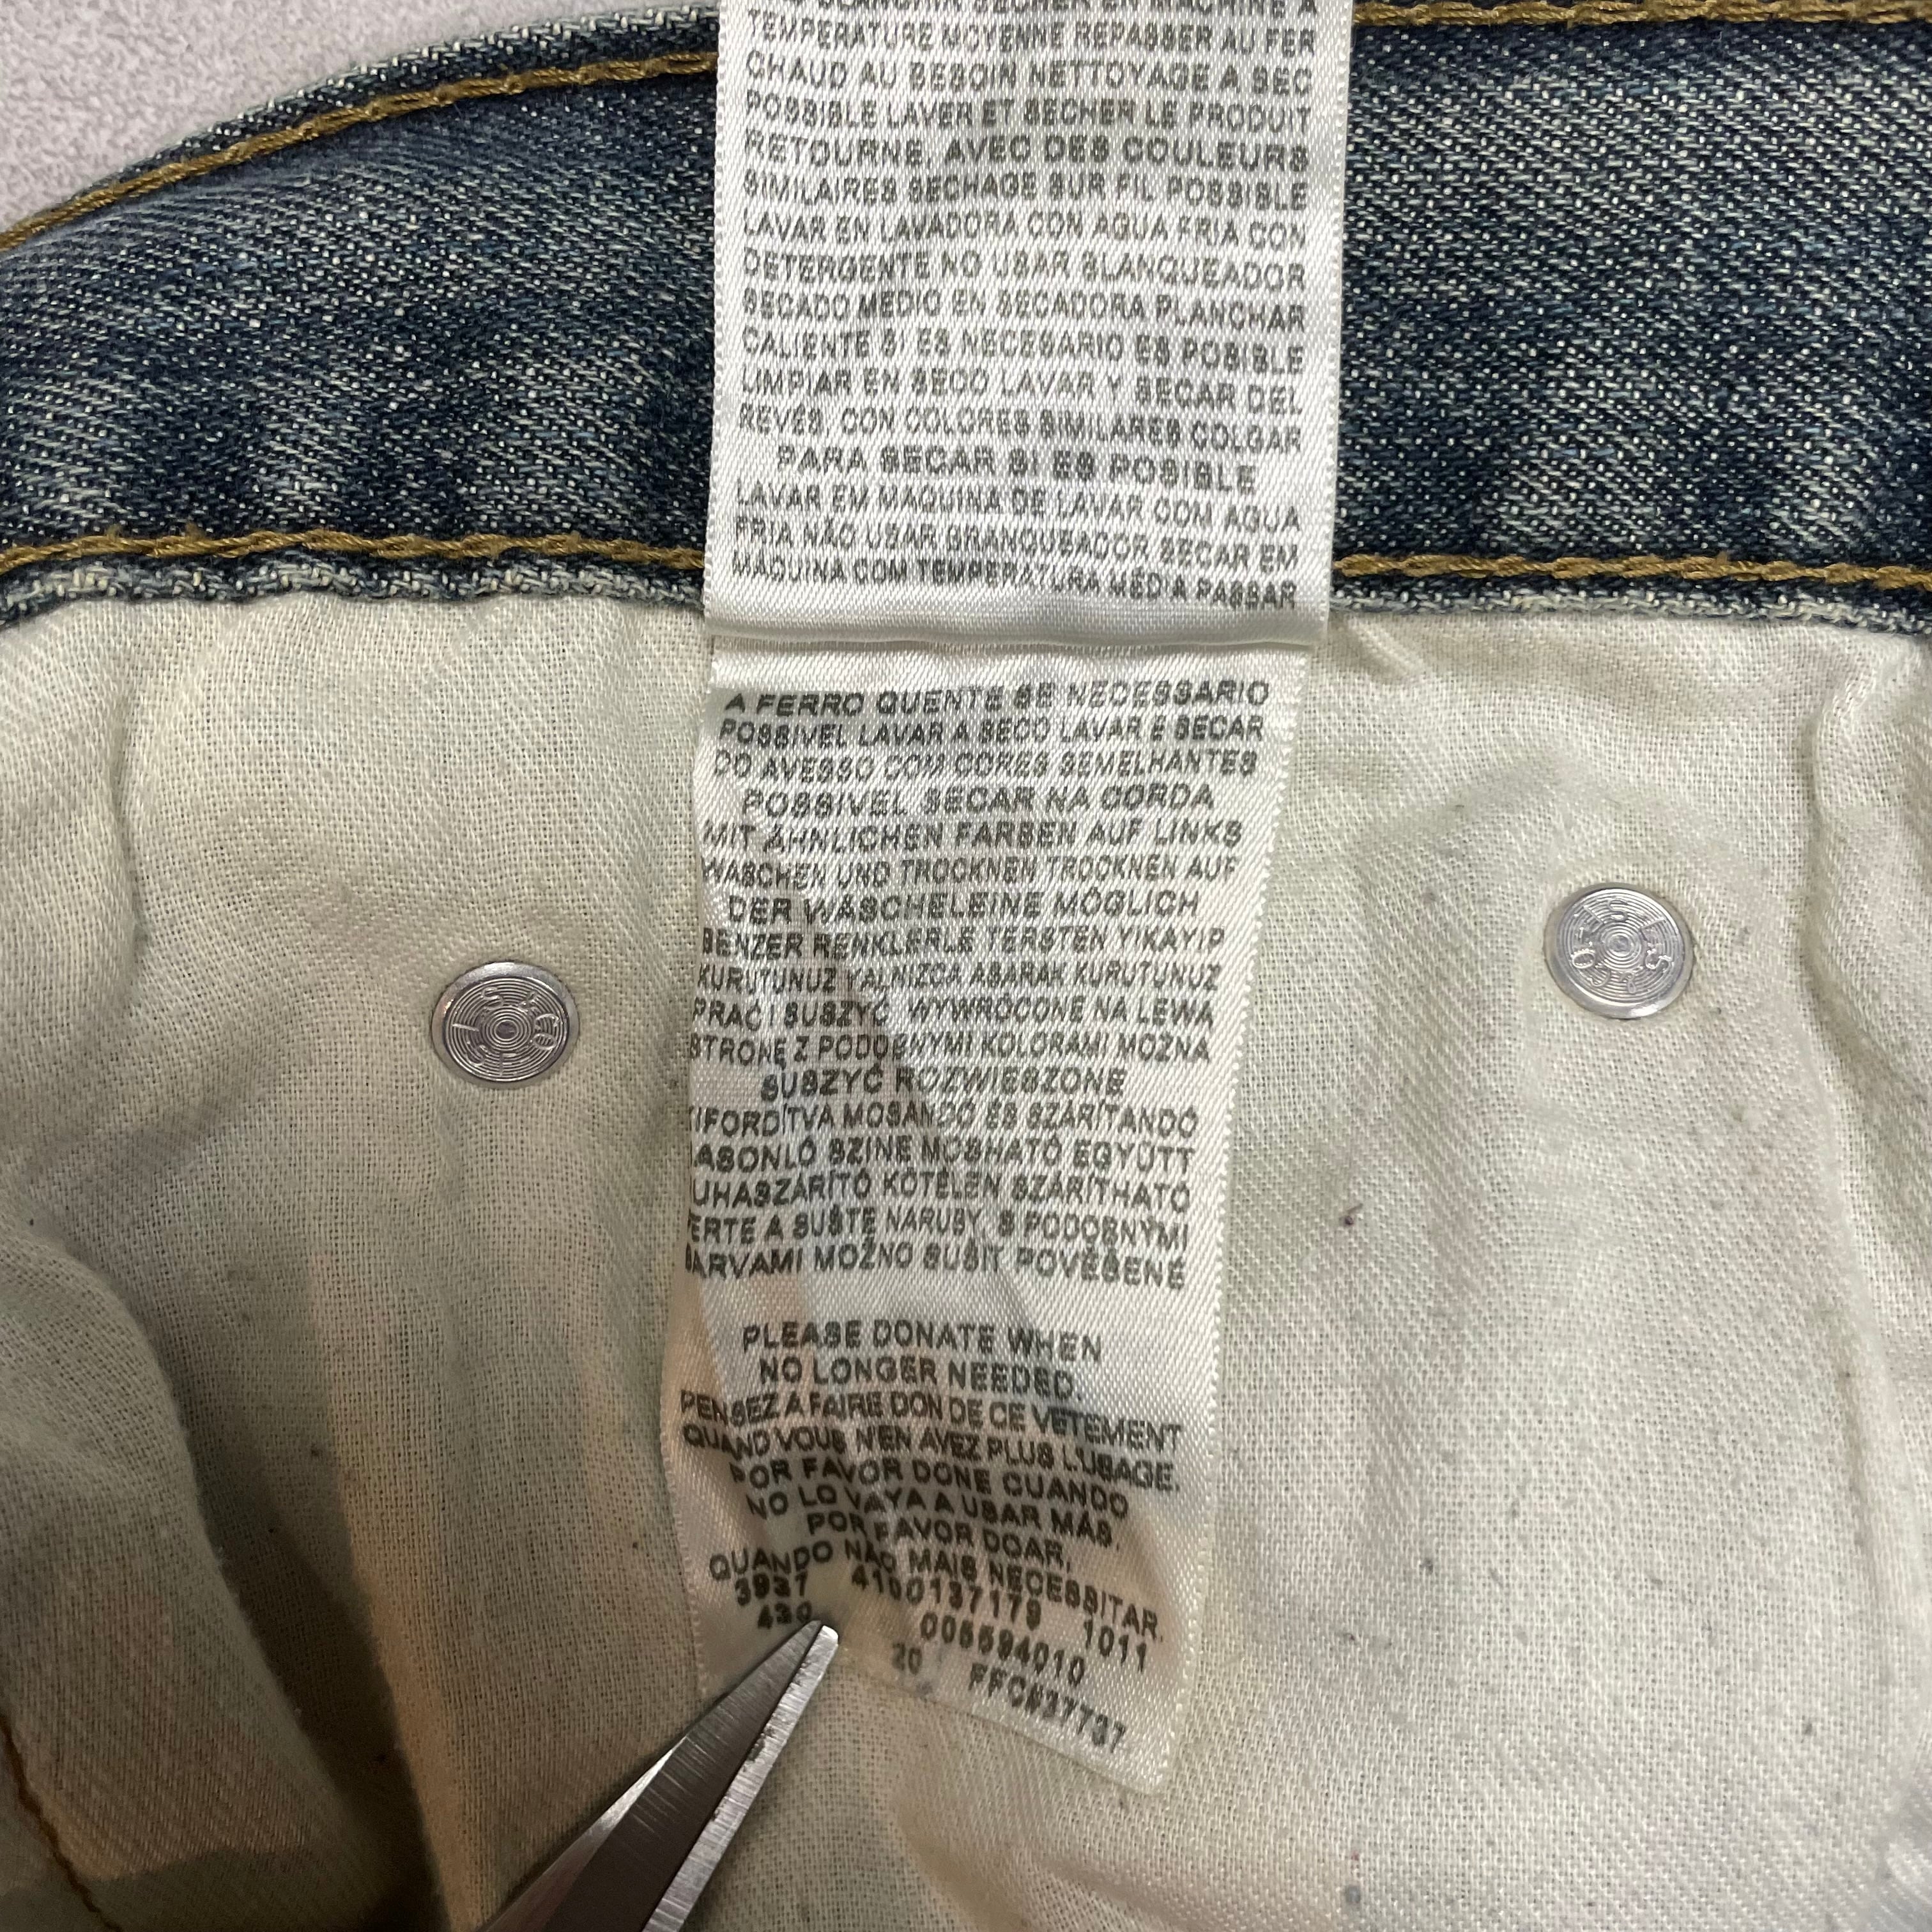 TEMPERATURE MOYENNE REPASSER AU FER
CHAUD AU BESOIN NETTOYAGE A SEC
POSSIBLE LAVER ET SECHER LE PRODUIT
RETOURNE, AVEC DES COULEURS
SIMILAIRES SECHAGE SUR FIL POSSIBLE
LAVAR EN LAVADORA CON AGUA FRIA CON
DETERGENTE NO USAR BLANQUEADOR
SECADO MEDIO EN SECADORA PLANCHAR
CALIENTE SI ES NECESARIO ES POSIBLE
LIMPIAR EN SECO LAVAR Y SECAR DEL
REVÉS, CON COLORES SIMILARES COLGAR
PARA SECAR SI ES POSIBLE
LAVAR EM MAQUINA DE LAVAR COM AGUA
FRIA NÃO USAR BRANQUEADOR SECAR EM
MÁQUINA COM TEMPERATURA MÉDIA PASSAR
A FERRO QUENTE SE NECESSARIO
POSSIVEL LAVAR A SECO LAVAR E SECAR
DO AVESSO COM CORES SEMELHANTES
POSSIVEL SECAR NA CORDA
MIT ÄHNLICHEN FARBEN AUF LINKS
WASCHEN UND TROCKNEN TROCKNEN AUF
DER WÄSCHELEINE MÖGLICH
BENZER RENKLERLE TERSTEN YIKAYIP
KURUTUNUZ YALNIZCA ASARAK KURUTUNUZ
PRAĆ I SUSZYĆ WYWRÓCONE NA LEWĄ
STRONĘ Z PODOBNYMI KOLORAMI MOŻNA
SUSZYĆ ROZWIESZONE
KIFORDÍTVA MOSANDÓ ÉS SZÁRÍTANDÓ
ASONLÓ SZÍNE MOSHATÓ EGYÜTT
UHASZÁRÍTÓ KÖTÉLEN SZÁRÍTHATÓ
ERTE A SUŠTE NARUBY, S PODOBNÝMI
BARVAMI MOŽNO SUŠIT POVĚŠENÉ
PLEASE DONATE WHEN
NO LONGER NEEDED.
PENSEZ A FAIRE DON DE CE VETEMENT
QUAND VOUS N'EN AVEZ PLUS L'USAGE.
POR FAVOR DONE CUANDO
NO LO VAYA A USAR MÁS.
POR FAVOR DOAR,
QUANDO NÃO MAIS NECESSITAR.
3937 4100137179 1011
430 005594010
20